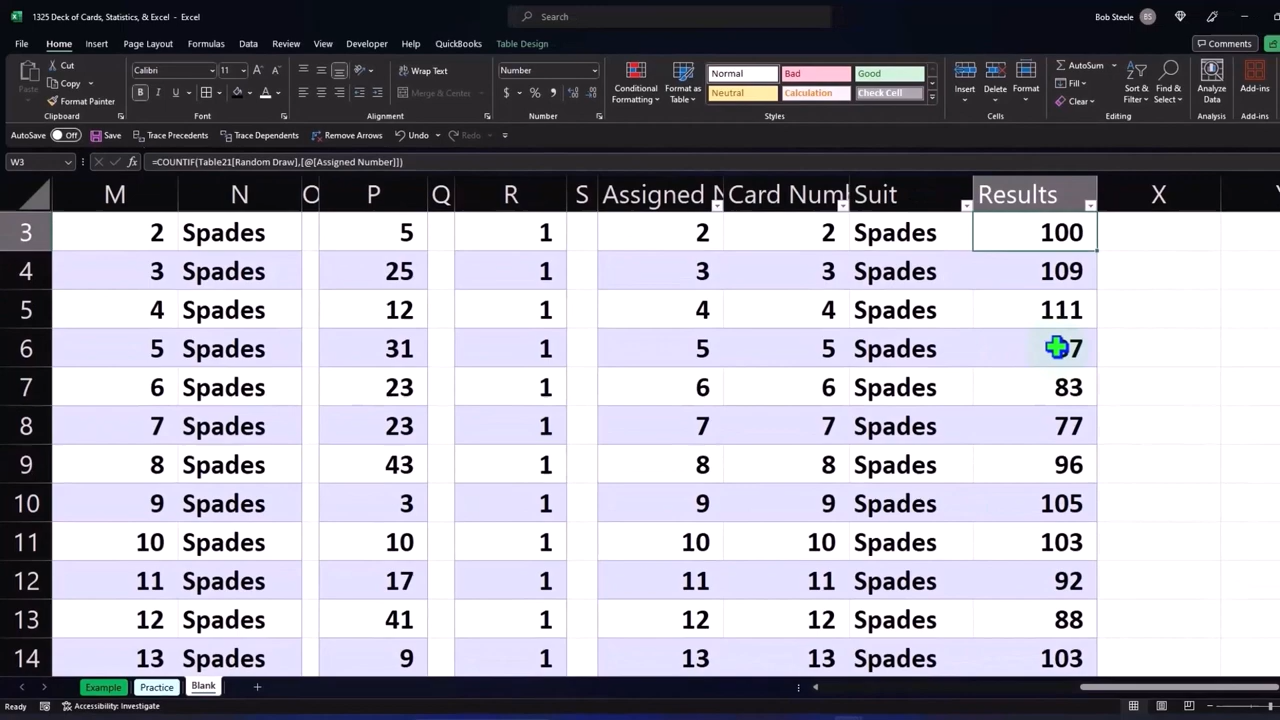 1325 Deck of Cards, Statistics, & Excel - Excel
Search
Bob Steele BS
File Home Insert Page Layout Formulas Data Review View Developer Help QuickBooks Table Design Comments
Paste Cut Copy Format Painter Clipboard
Calibri 11 B I U Font
Wrap Text Merge & Center Alignment
Number $ % Number
Conditional Formatting Format as Table Normal Bad Good Neutral Calculation Check Cell Styles
Insert Delete Format Cells
AutoSum Fill Clear Sort & Filter Find & Select Editing
Analyze Data Analysis
Add-ins Add-ins
AutoSave Off Save Trace Precedents Trace Dependents Remove Arrows Undo Redo
W3 fx =COUNTIF(Table21[Random Draw],[@[Assigned Number]])
M N O P Q R S Assigned Card Num Suit Results X
3 2 Spades 5 1 2 2 Spades 100
4 3 Spades 25 1 3 3 Spades 109
5 4 Spades 12 1 4 4 Spades 111
6 5 Spades 31 1 5 5 Spades 7
7 6 Spades 23 1 6 6 Spades 83
8 7 Spades 23 1 7 7 Spades 77
9 8 Spades 43 1 8 8 Spades 96
10 9 Spades 3 1 9 9 Spades 105
11 10 Spades 10 1 10 10 Spades 103
12 11 Spades 17 1 11 11 Spades 92
13 12 Spades 41 1 12 12 Spades 88
14 13 Spades 9 1 13 13 Spades 103
Example Practice Blank
Ready Accessibility: Investigate